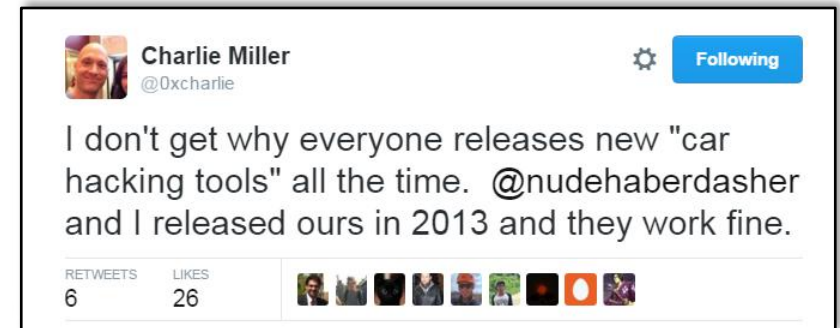 Charlie Miller
@0xcharlie
Following
I don't get why everyone releases new "car
hacking tools" all the time.  @nudehaberdasher
and I released ours in 2013 and they work fine.
RETWEETS LIKES
6 26